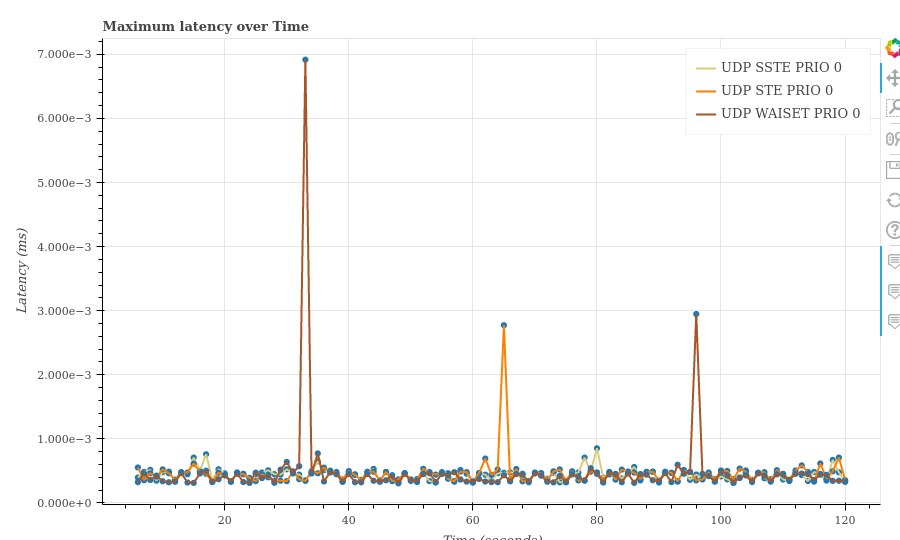 Maximum latency over Time
7.000e−3
6.000e−3
5.000e−3
4.000e−3
3.000e−3
2.000e−3
1.000e−3
0.000e+0
Latency (ms)
UDP SSTE PRIO 0
UDP STE PRIO 0
UDP WAISET PRIO 0
20
40
60
80
100
120
Time (seconds)